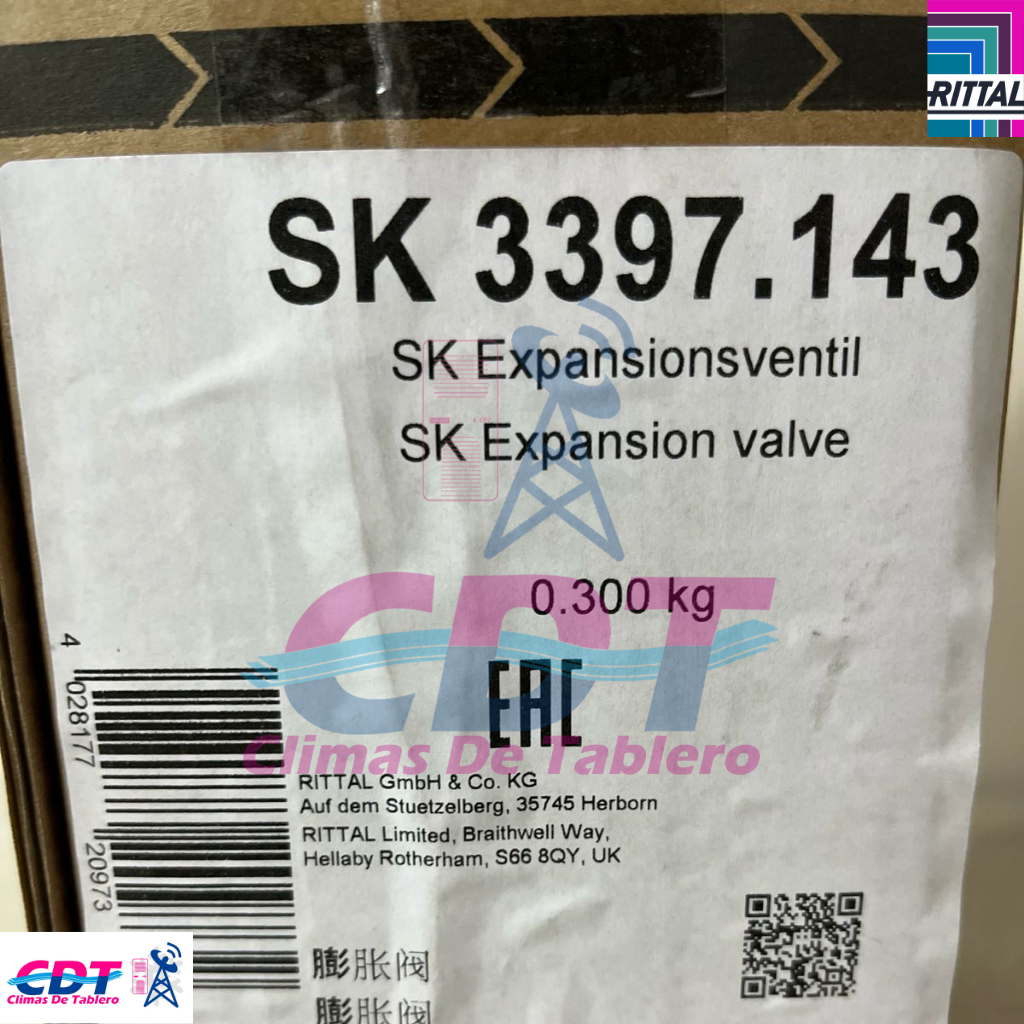 RITTAL
SK 3397.143
SK Expansionsventil
SK Expansion valve
0.300 kg
CDT
EAC
Climas De Tablero
4 028177 20973
RITTAL GmbH & Co. KG
Auf dem Stuetzelberg, 35745 Herborn
RITTAL Limited, Braithwell Way,
Hellaby Rotherham, S66 8QY, UK
膨胀阀
膨胀阀
CDT
Climas De Tablero